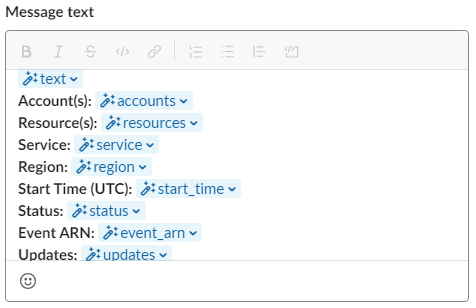 Message text
B I S </>
text
Account(s): accounts
Resource(s): resources
Service: service
Region: region
Start Time (UTC): start_time
Status: status
Event ARN: event_arn
Updates: updates